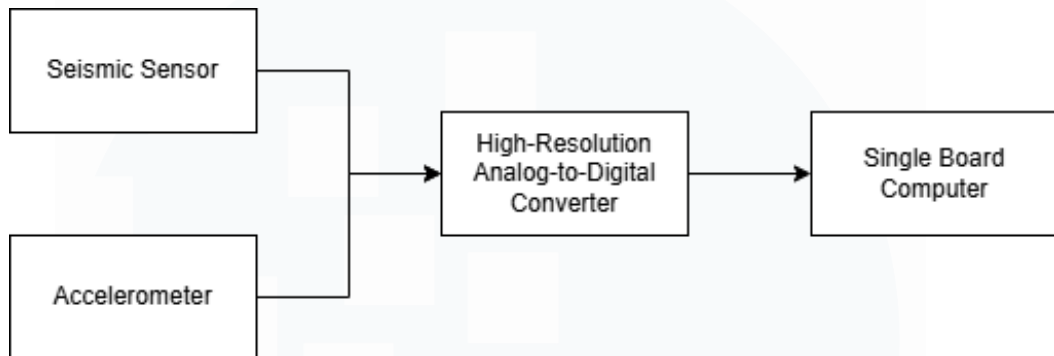 Seismic Sensor
High-Resolution
Analog-to-Digital
Converter
Single Board
Computer
Accelerometer